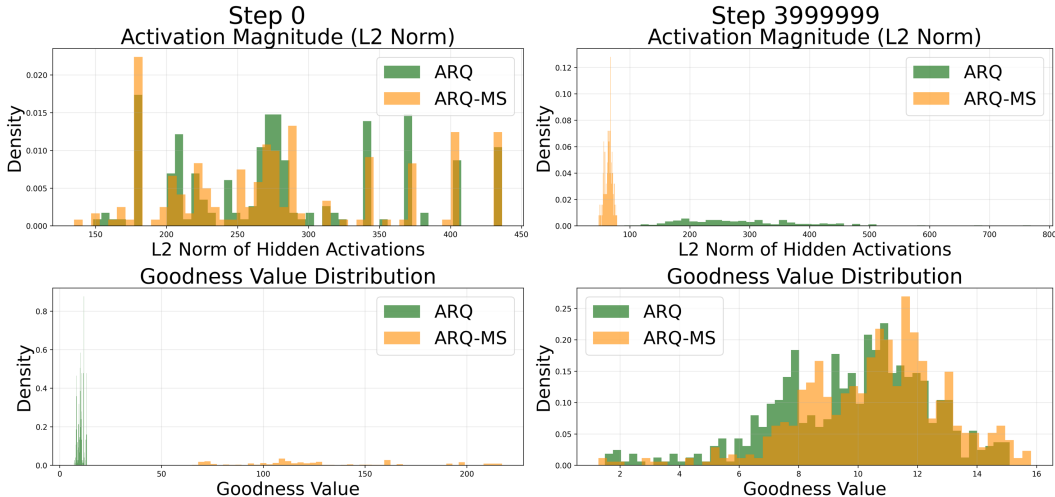 Step 0
Activation Magnitude (L2 Norm)
Density
0.020
0.015
0.010
0.005
0.000
ARQ
ARQ-MS
150 200 250 300 350 400 450
L2 Norm of Hidden Activations
Step 3999999
Activation Magnitude (L2 Norm)
Density
0.12
0.10
0.08
0.06
0.04
0.02
0.00
ARQ
ARQ-MS
100 200 300 400 500 600 700 800
L2 Norm of Hidden Activations
Goodness Value Distribution
Density
0.8
0.6
0.4
0.2
0.0
ARQ
ARQ-MS
0 50 100 150 200
Goodness Value
Goodness Value Distribution
Density
0.25
0.20
0.15
0.10
0.05
0.00
ARQ
ARQ-MS
2 4 6 8 10 12 14 16
Goodness Value